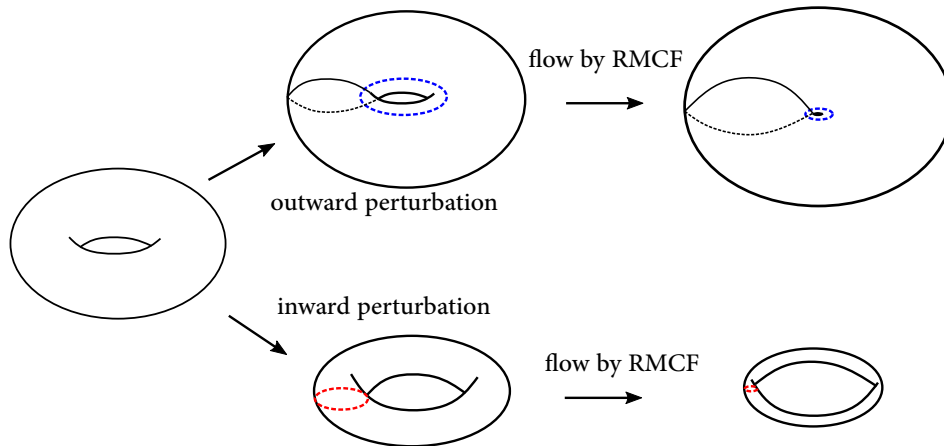 flow by RMCF
outward perturbation
inward perturbation
flow by RMCF